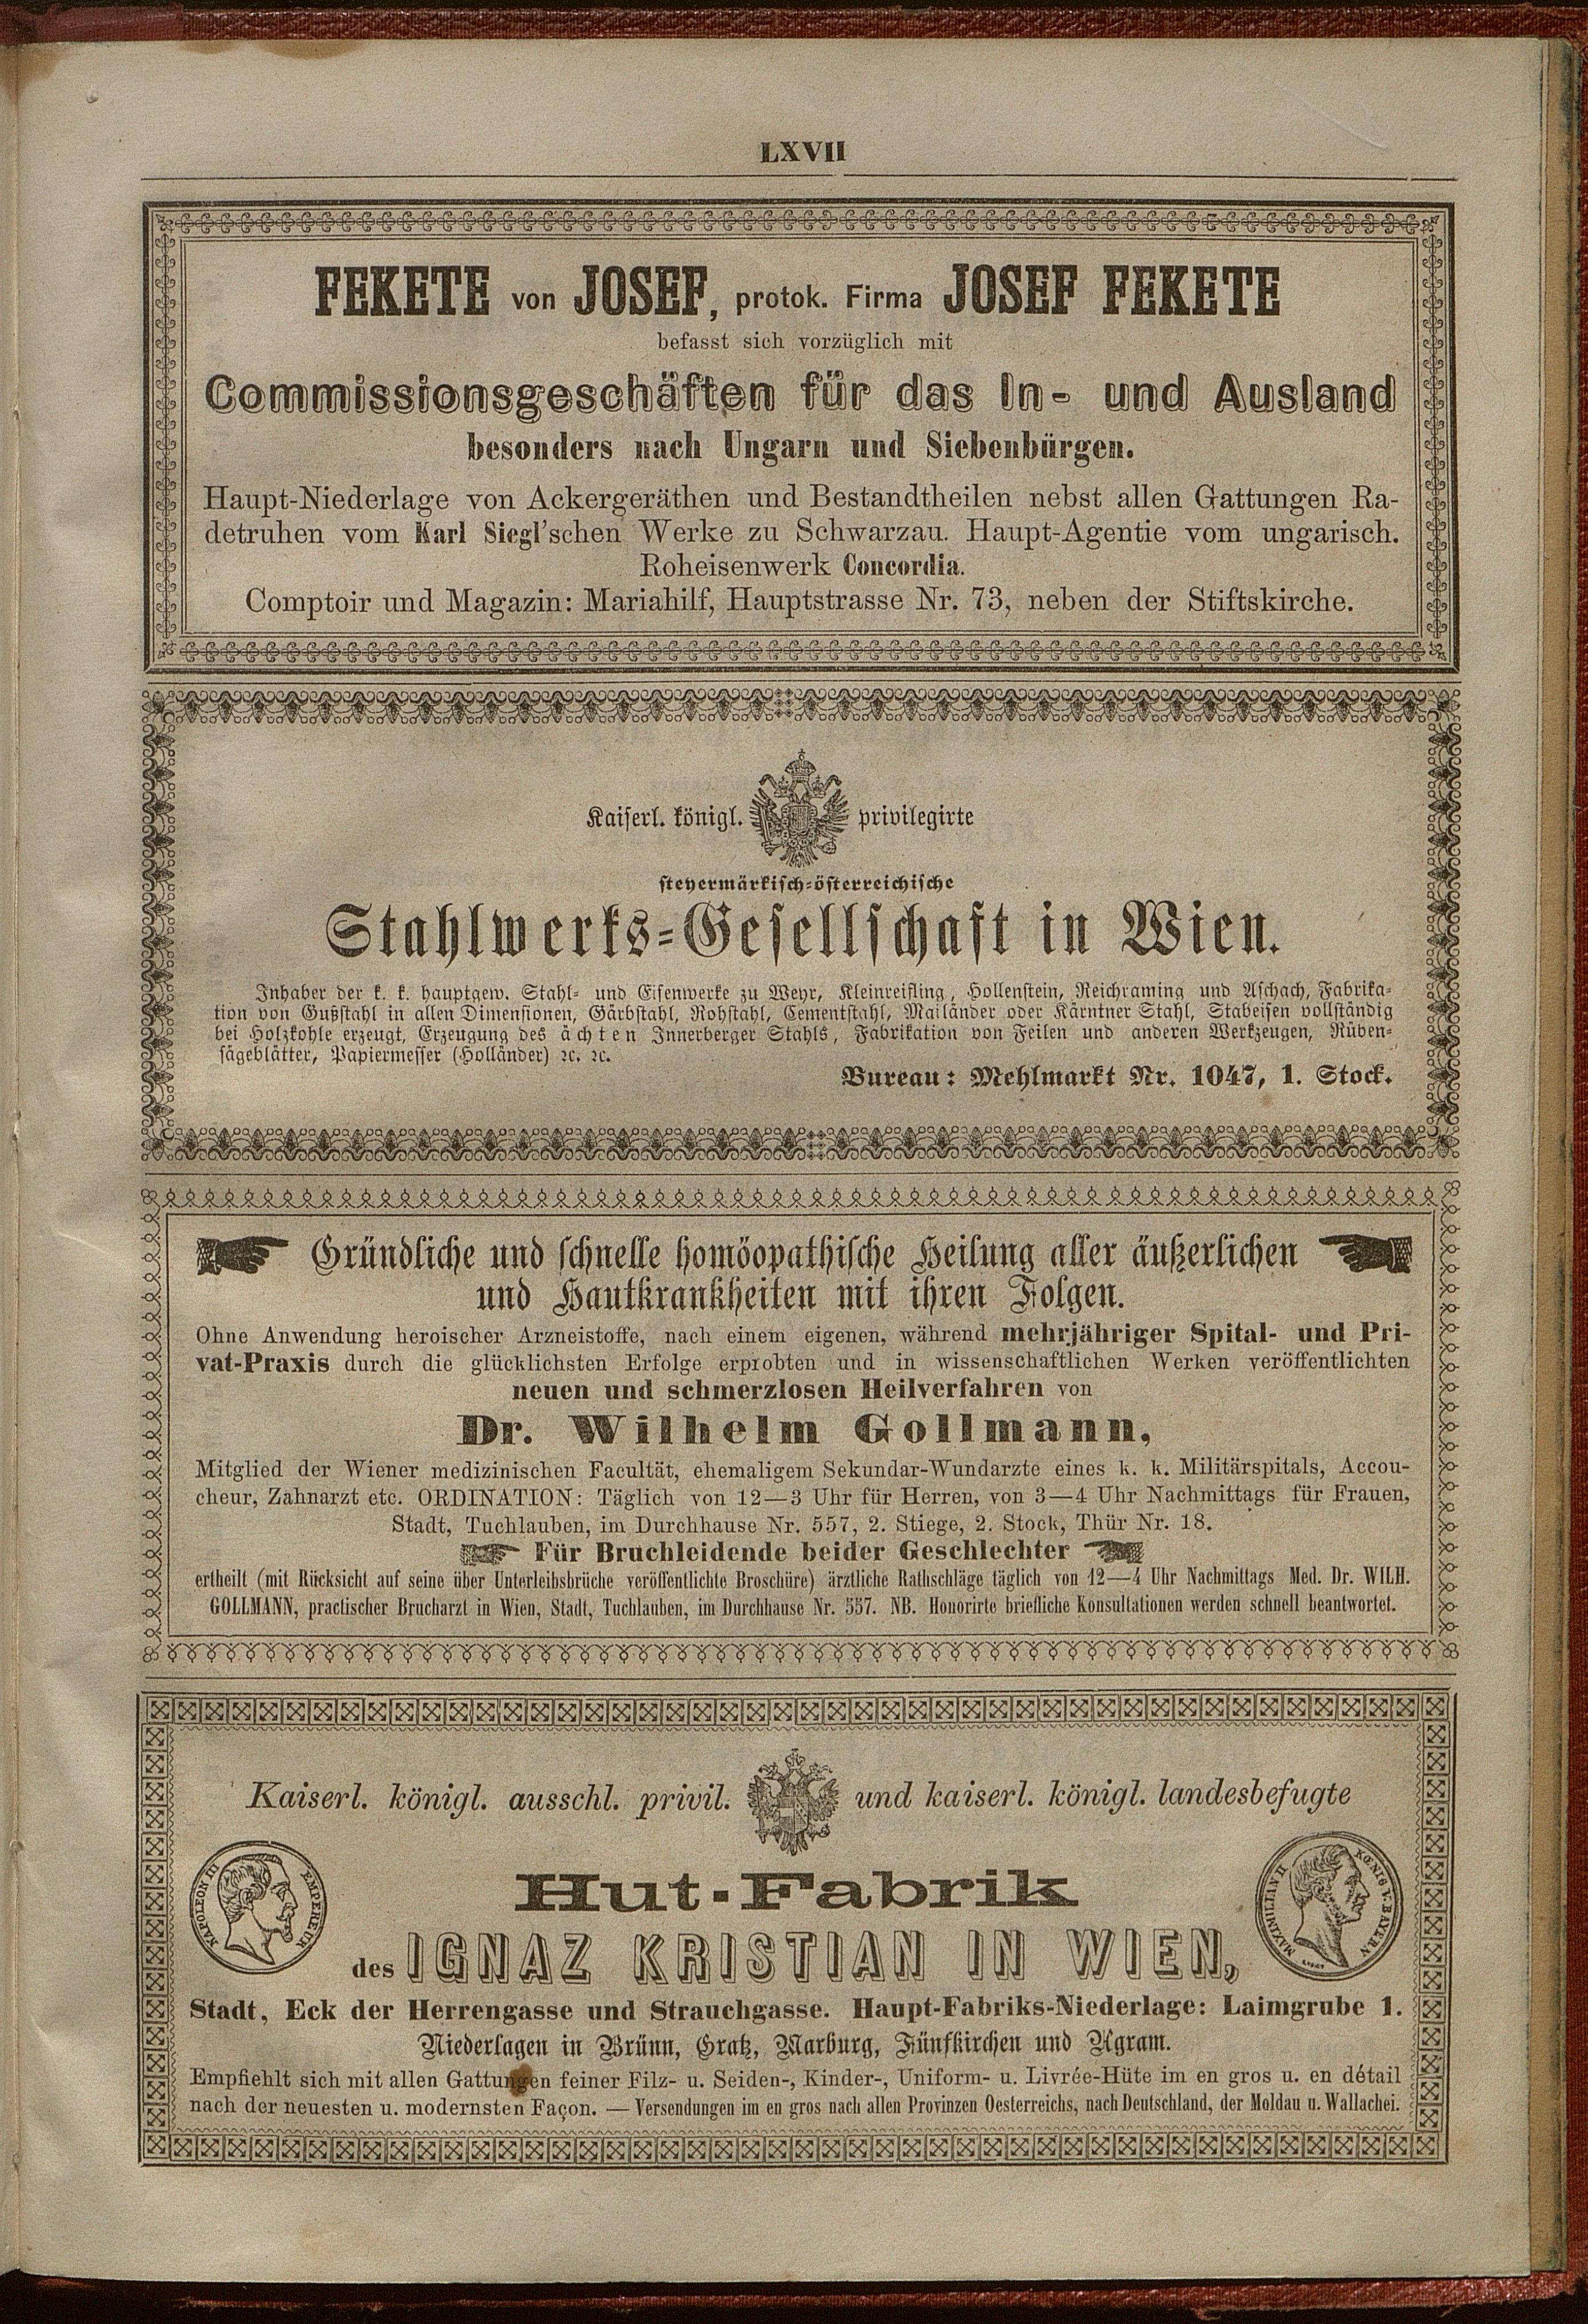 LXVII
FEKETE von JOSEF, protok. Firma JOSEF FEKETE
befasst sich vorzüglich mit
Commissionsgeschäften für das In- und Ausland
besonders nach Ungarn und Siebenbürgen.
Haupt-Niederlage von Ackergeräthen und Bestandtheilen nebst allen Gattungen Ra-
detruhen vom Karl Siegl'schen Werke zu Schwarzau. Haupt-Agentie vom ungarisch.
Roheisenwerk Concordia.
Comptoir und Magazin: Mariahilf, Hauptstrasse Nr. 73, neben der Stiftskirche.
Kaiserl. königl. privilegirte
steyermärkisch-österreichische
Stahlwerks-Gesellschaft in Wien.
Inhaber der k. k. hauptgew. Stahl- und Eisenwerke zu Weyr, Kleinreifling, Hollenstein, Reichraming und Aschach, Fabrika-
tion von Gußstahl in allen Dimensionen, Gärbstahl, Rohstahl, Cementstahl, Mailänder oder Kärntner Stahl, Stabeisen vollständig
bei Holzkohle erzeugt, Erzeugung des ächten Innerberger Stahls, Fabrikation von Feilen und anderen Werkzeugen, Rüben-
sägeblätter, Papiermesser (Holländer) ꝛc. ꝛc.
Bureau: Mehlmarkt Nr. 1047, 1. Stock.
Gründliche und schnelle homöopathische Heilung aller äußerlichen
und Hautkrankheiten mit ihren Folgen.
Ohne Anwendung heroischer Arzneistoffe, nach einem eigenen, während mehrjähriger Spital- und Pri-
vat-Praxis durch die glücklichsten Erfolge erprobten und in wissenschaftlichen Werken veröffentlichten
neuen und schmerzlosen Heilverfahren von
Dr. Wilhelm Gollmann,
Mitglied der Wiener medizinischen Facultät, ehemaligem Sekundar-Wundarzte eines k. k. Militärspitals, Accou-
cheur, Zahnarzt etc. ORDINATION: Täglich von 12—3 Uhr für Herren, von 3—4 Uhr Nachmittags für Frauen,
Stadt, Tuchlauben, im Durchhause Nr. 557, 2. Stiege, 2. Stock, Thür Nr. 18.
Für Bruchleidende beider Geschlechter
ertheilt (mit Rücksicht auf seine über Unterleibsbrüche veröffentlichte Broschüre) ärztliche Rathschläge täglich von 12—4 Uhr Nachmittags Med. Dr. WILH.
GOLLMANN, practischer Brucharzt in Wien, Stadt, Tuchlauben, im Durchhause Nr. 557. NB. Honorirte briefliche Konsultationen werden schnell beantwortet.
Kaiserl. königl. ausschl. privil. und kaiserl. königl. landesbefugte
NAPOLEON III EMPEREUR
MAXIMILIAN II KOENIG V. BAYERN
Hut-Fabrik
des IGNAZ KRISTIAN IN WIEN,
Stadt, Eck der Herrengasse und Strauchgasse. Haupt-Fabriks-Niederlage: Laimgrube 1.
Niederlagen in Brünn, Gratz, Marburg, Fünfkirchen und Agram.
Empfiehlt sich mit allen Gattungen feiner Filz- u. Seiden-, Kinder-, Uniform- u. Livrée-Hüte im en gros u. en détail
nach der neuesten u. modernsten Façon. — Versendungen im en gros nach allen Provinzen Oesterreichs, nach Deutschland, der Moldau u. Wallachei.